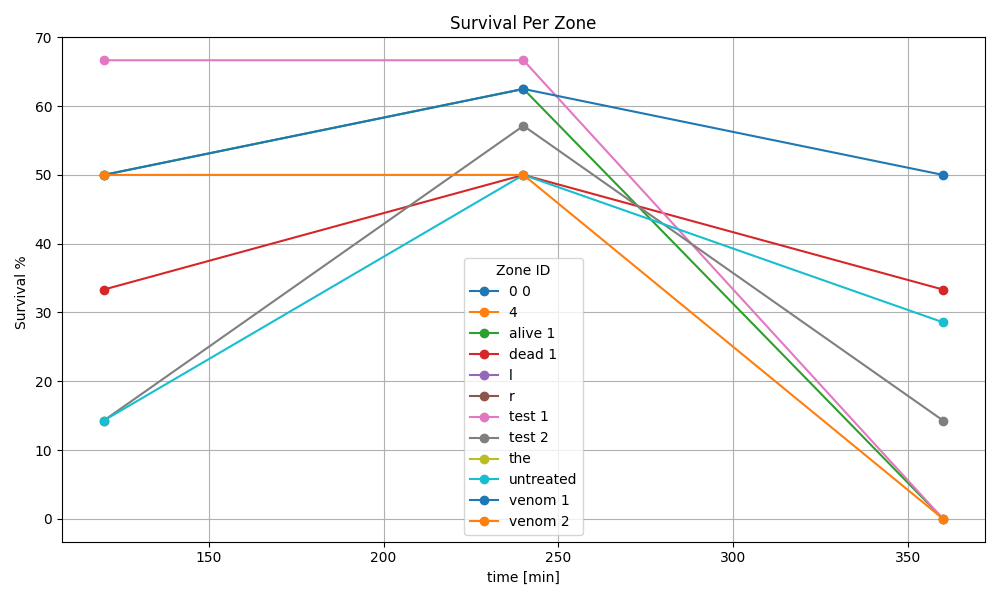 Survival Per Zone
Survival %
70
60
50
40
30
20
10
0
Zone ID
0 0
4
alive 1
dead 1
l
r
test 1
test 2
the
untreated
venom 1
venom 2
150
200
250
300
350
time [min]